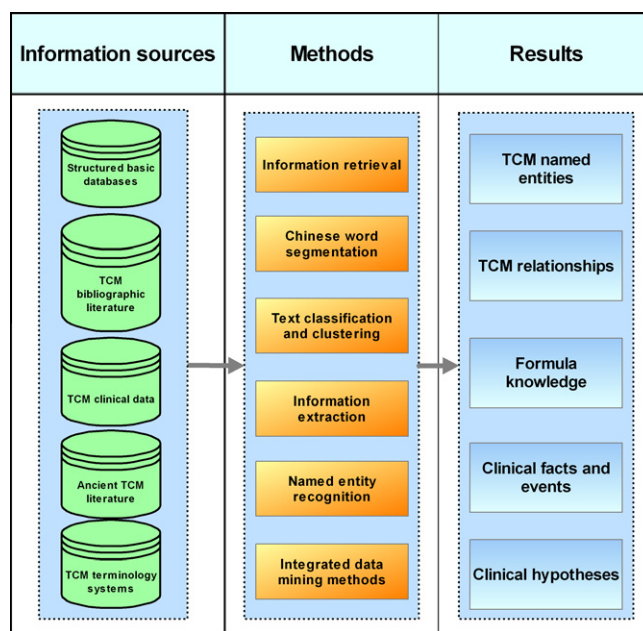 Information sources
Methods
Results
Structured basic
databases
TCM
bibliographic
literature
TCM clinical data
Ancient TCM
literature
TCM terminology
systems
Information retrieval
Chinese word
segmentation
Text classification
and clustering
Information
extraction
Named entity
recognition
Integrated data
mining methods
TCM named
entities
TCM relationships
Formula
knowledge
Clinical facts and
events
Clinical hypotheses